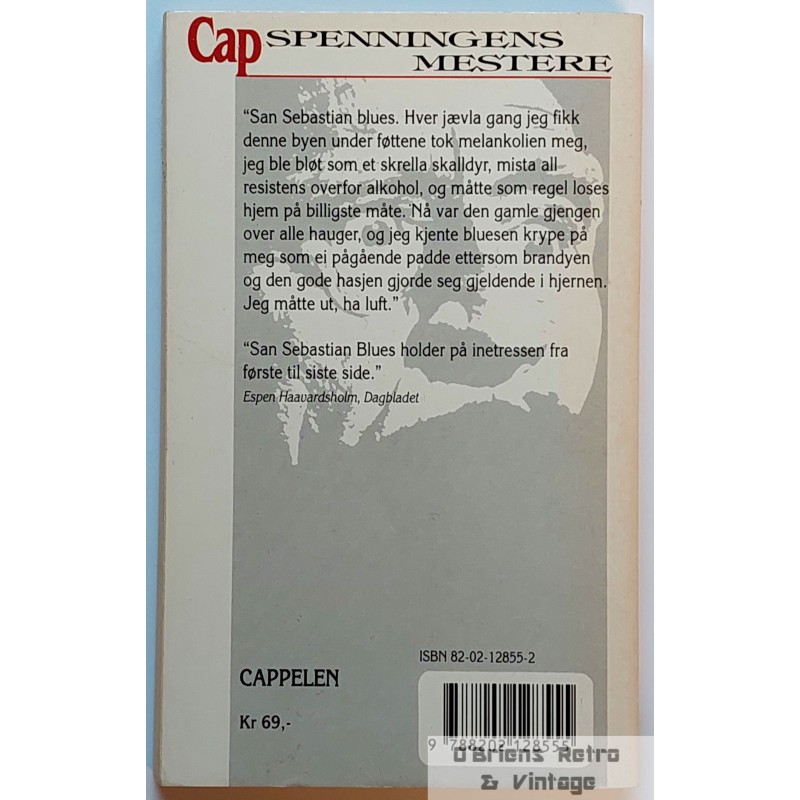 Cap SPENNINGENS
MESTERE
“San Sebastian blues. Hver jævla gang jeg fikk
denne byen under føttene tok melankolien meg,
jeg ble bløt som et skrella skalldyr, mista all
resistens overfor alkohol, og måtte som regel loses
hjem på billigste måte. Nå var den gamle gjengen
over alle hauger, og jeg kjente bluesen krype på
meg som ei pågående padde ettersom brandyen
og den gode hasjen gjorde seg gjeldende i hjernen.
Jeg måtte ut, ha luft.”
“San Sebastian Blues holder på inetressen fra
første til siste side.”
Espen Haavardsholm, Dagbladet
ISBN 82-02-12855-2
CAPPELEN
Kr 69,-
9 788202 128555
O'Briens Retro
& Vintage